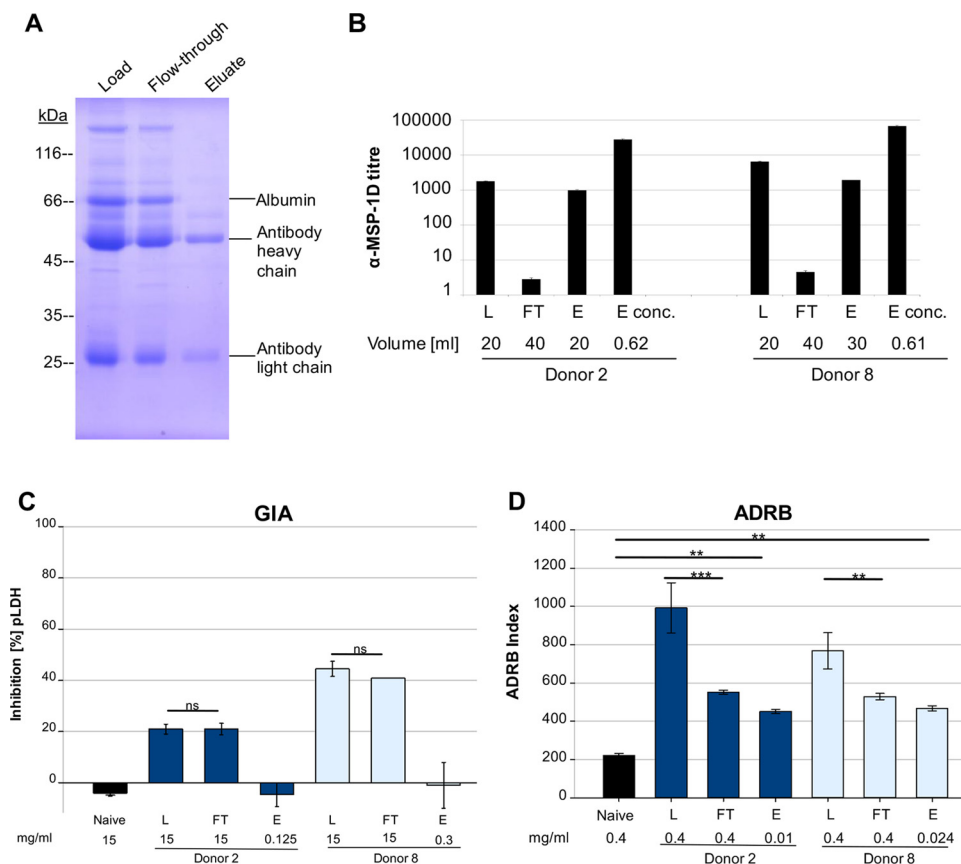 A
Load Flow-through Eluate
kDa
116--
66--
45--
35--
25--
Albumin
Antibody
heavy
chain
Antibody
light chain
B
α-MSP-1D titre
100000
10000
1000
100
10
1
L FT E E conc. L FT E E conc.
Volume [ml] 20 40 20 0.62 20 40 30 0.61
Donor 2 Donor 8
C
GIA
Inhibition [%] pLDH
100
80
60
40
20
0
ns ns
Naive L FT E L FT E
mg/ml 15 15 15 0.125 15 15 0.3
Donor 2 Donor 8
D
ADRB
ADRB Index
1400
1200
1000
800
600
400
200
0
**
**
*** **
Naive L FT E L FT E
mg/ml 0.4 0.4 0.4 0.01 0.4 0.4 0.024
Donor 2 Donor 8